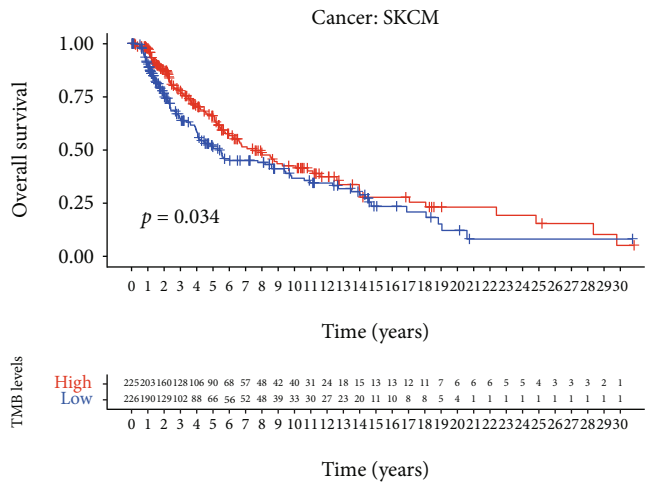 Cancer: SKCM
Overall survival
1.00
0.75
0.50
0.25
0.00
p = 0.034
0 1 2 3 4 5 6 7 8 9 10 11 12 13 14 15 16 17 18 19 20 21 22 23 24 25 26 27 28 29 30
Time (years)
TMB levels
High 225 203 160 128 106 90 68 57 48 42 40 31 24 18 15 13 13 12 11 7 6 6 6 5 5 4 3 3 3 2 1
Low 226 190 129 102 88 66 56 52 48 39 33 30 27 23 20 11 10 8 8 5 4 1 1 1 1 1 1 1 1 1 1
0 1 2 3 4 5 6 7 8 9 10 11 12 13 14 15 16 17 18 19 20 21 22 23 24 25 26 27 28 29 30
Time (years)